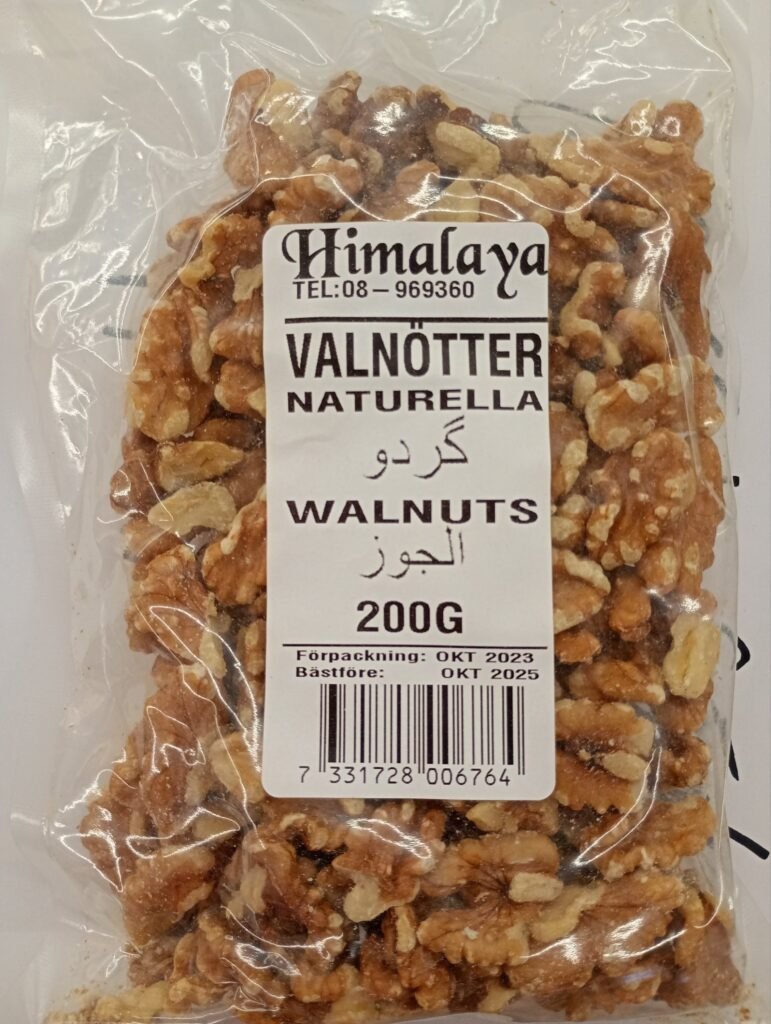 Himalaya
TEL:08-969360
VALNÖTTER
NATURELLA
گردو
WALNUTS
الجوز
200G
Förpackning: OKT 2023
Bästföre: OKT 2025
7 331728 006764